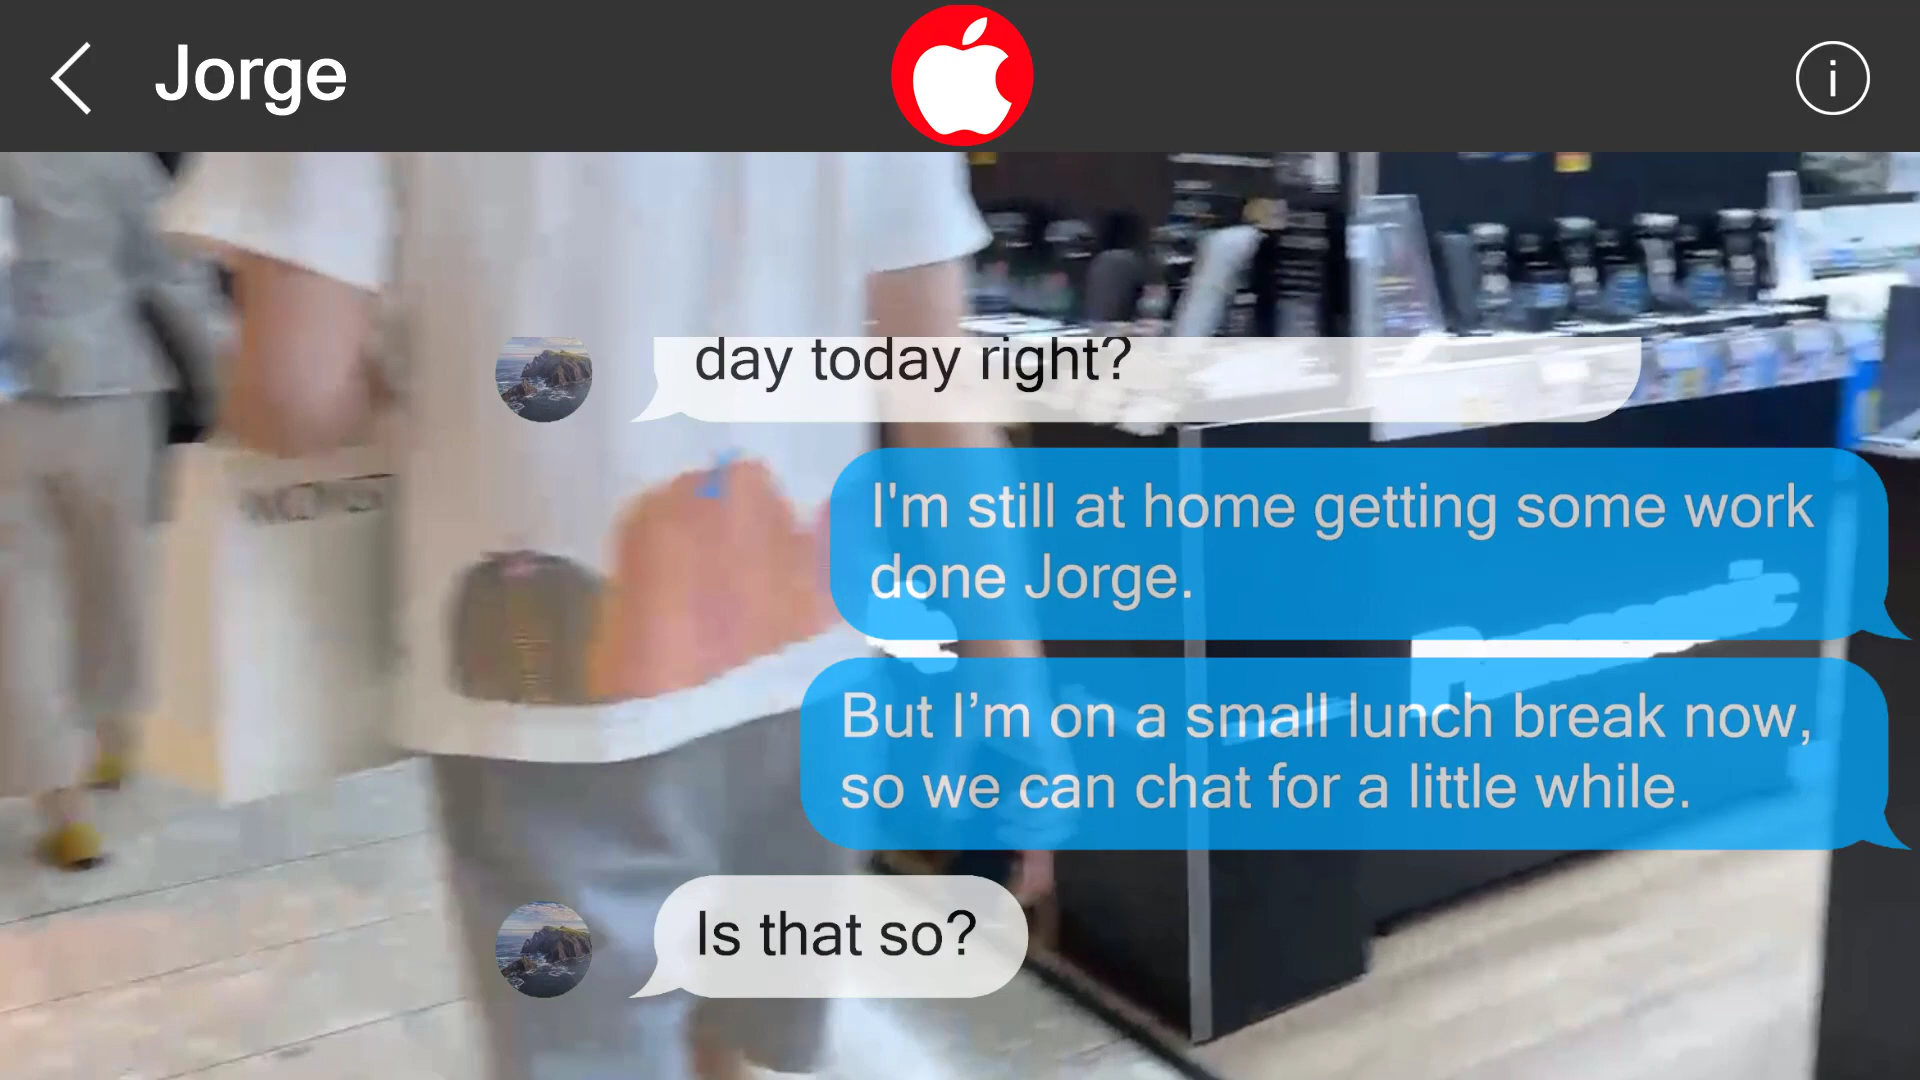 Jorge
day today right?
I'm still at home getting some work
done Jorge.
But I’m on a small lunch break now,
so we can chat for a little while.
Is that so?